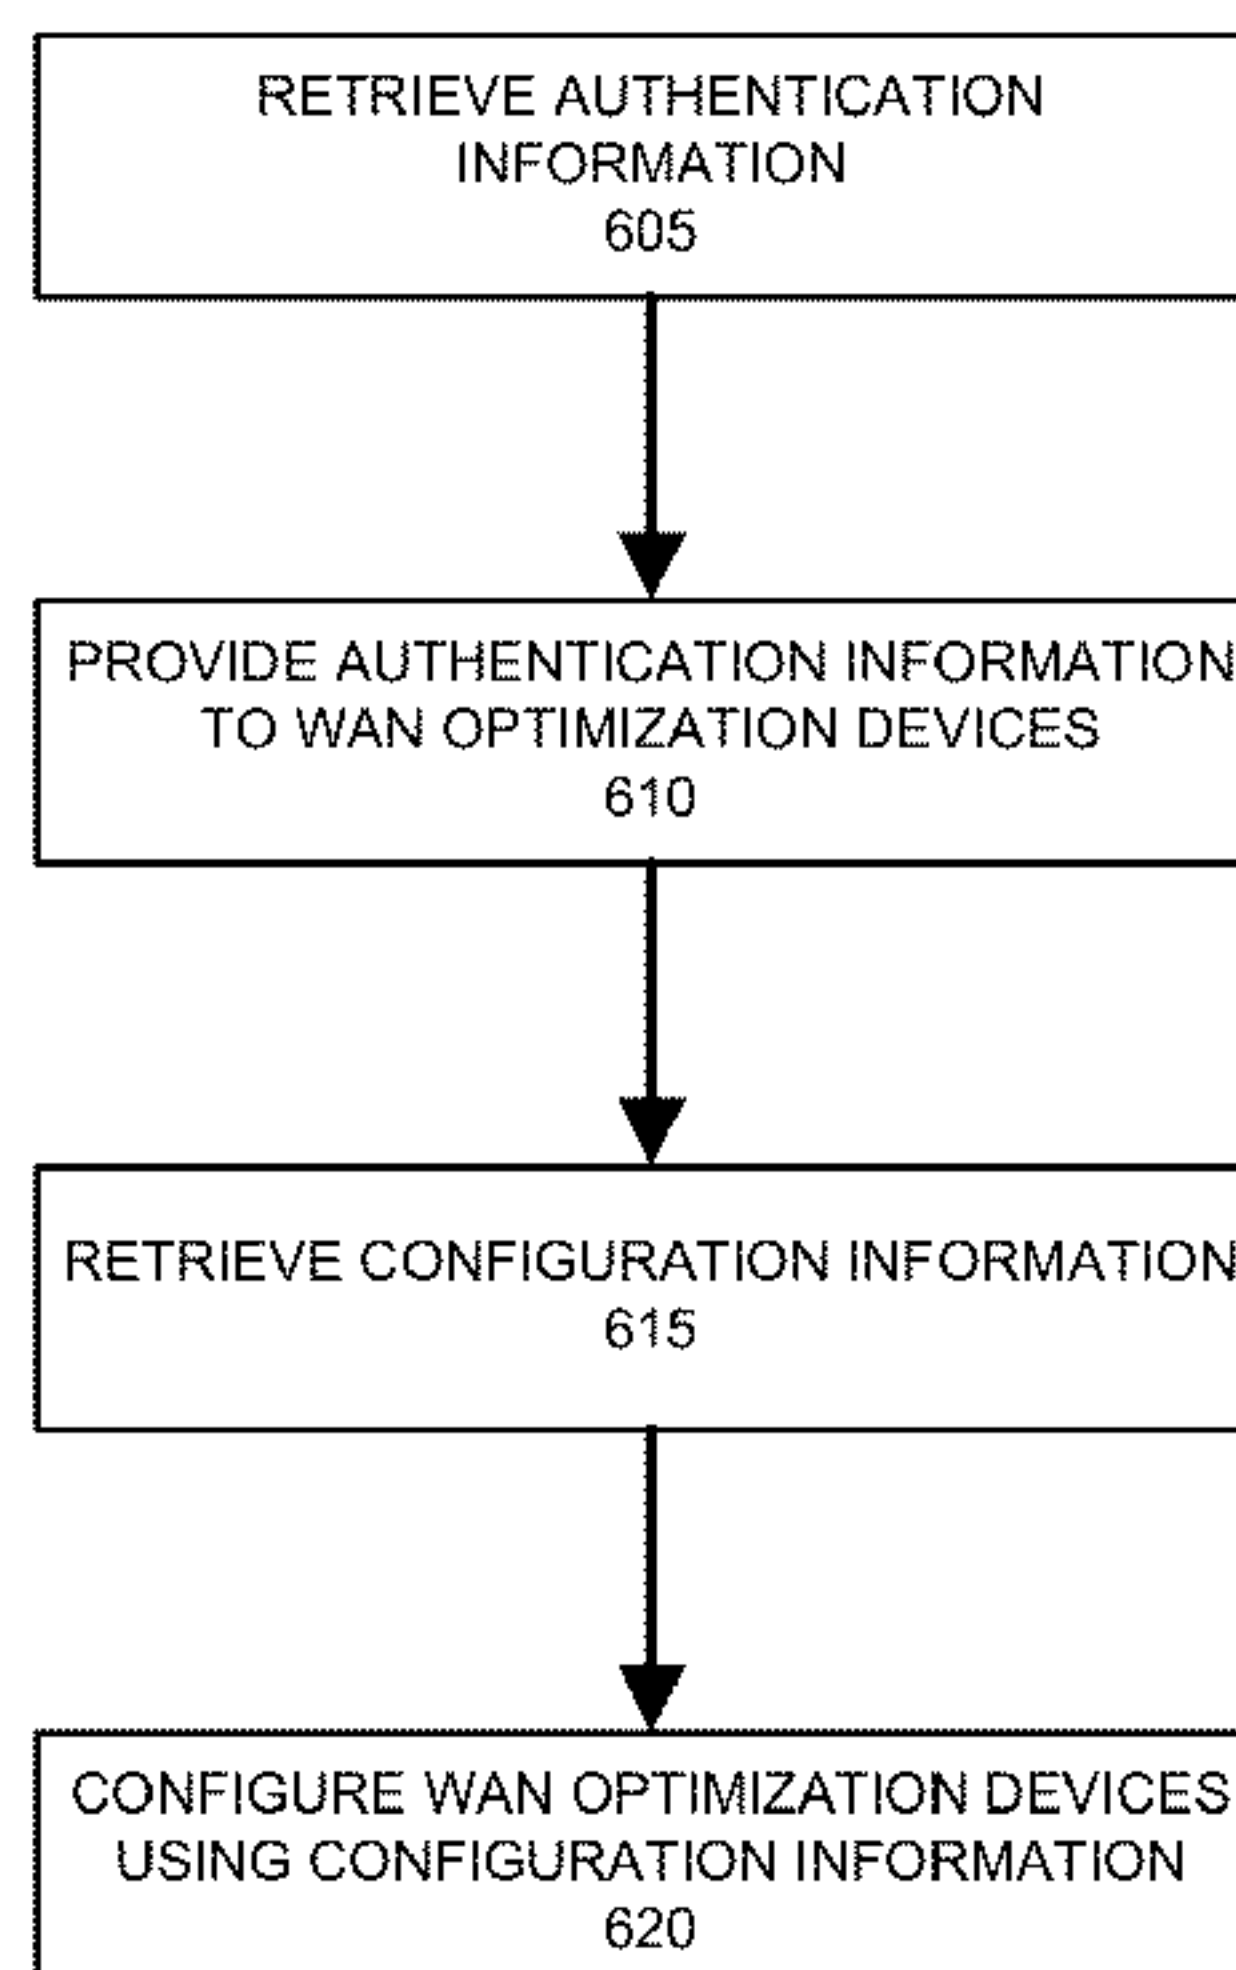 RETRIEVE AUTHENTICATION
INFORMATION
605
PROVIDE AUTHENTICATION INFORMATION
TO WAN OPTIMIZATION DEVICES
610
RETRIEVE CONFIGURATION INFORMATION
615
CONFIGURE WAN OPTIMIZATION DEVICES
USING CONFIGURATION INFORMATION
620